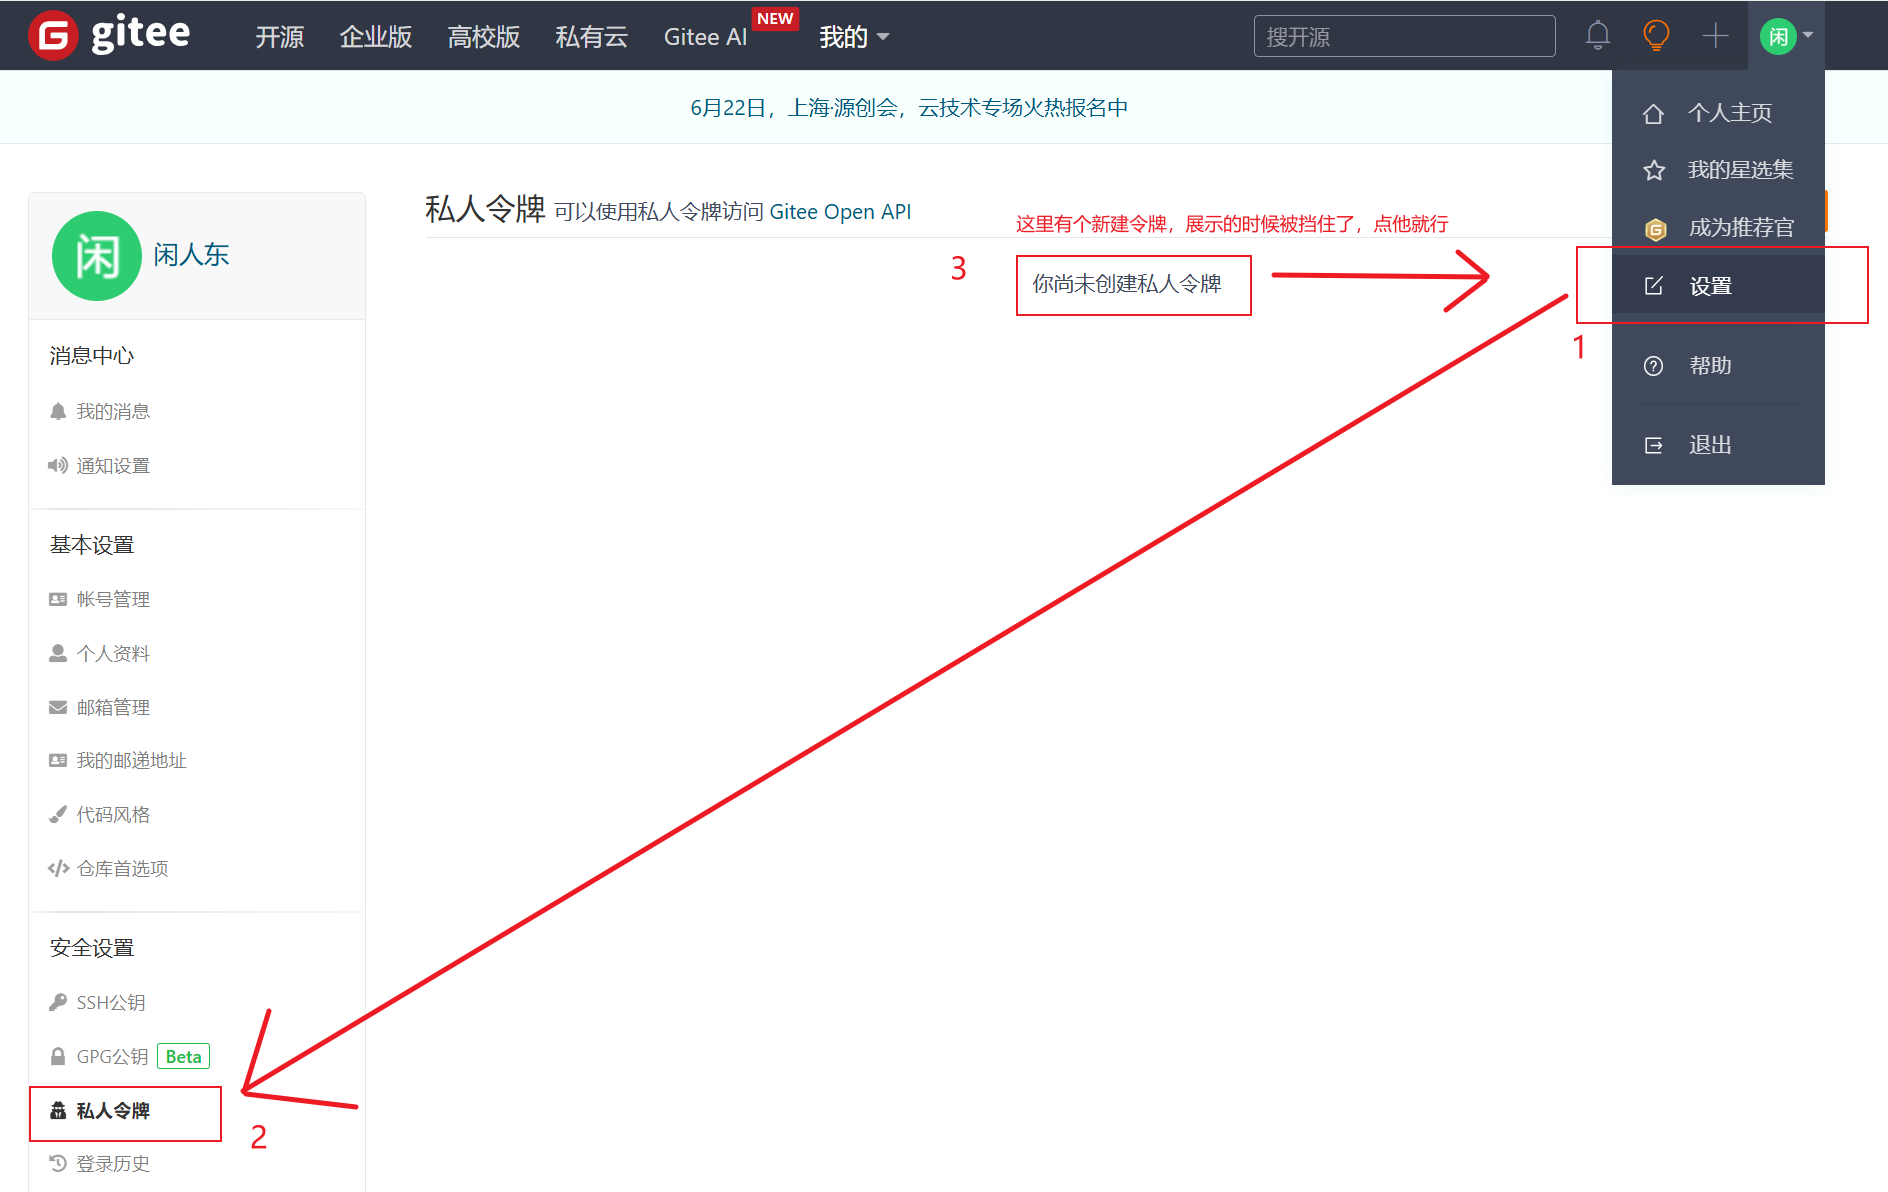 gitee 开源 企业版 高校版 私有云 Gitee AI NEW 我的 搜开源 闲
6月22日，上海·源创会，云技术专场火热报名中
个人主页
我的星选集
成为推荐官
设置
1
帮助
退出
闲 闲人东
消息中心
我的消息
通知设置
基本设置
帐号管理
个人资料
邮箱管理
我的邮递地址
代码风格
仓库首选项
安全设置
SSH公钥
GPG公钥 Beta
私人令牌
2
登录历史
私人令牌 可以使用私人令牌访问 Gitee Open API
这里有个新建令牌，展示的时候被挡住了，点他就行
3
你尚未创建私人令牌